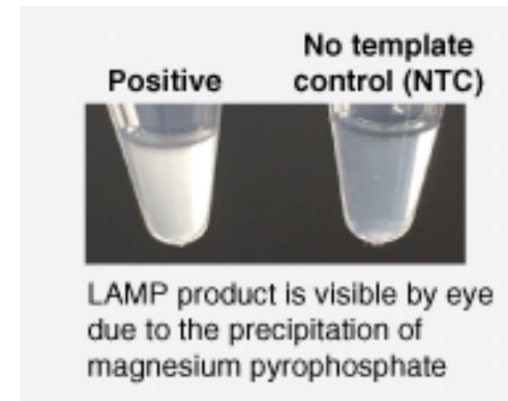 Positive
No template
control (NTC)
LAMP product is visible by eye
due to the precipitation of
magnesium pyrophosphate